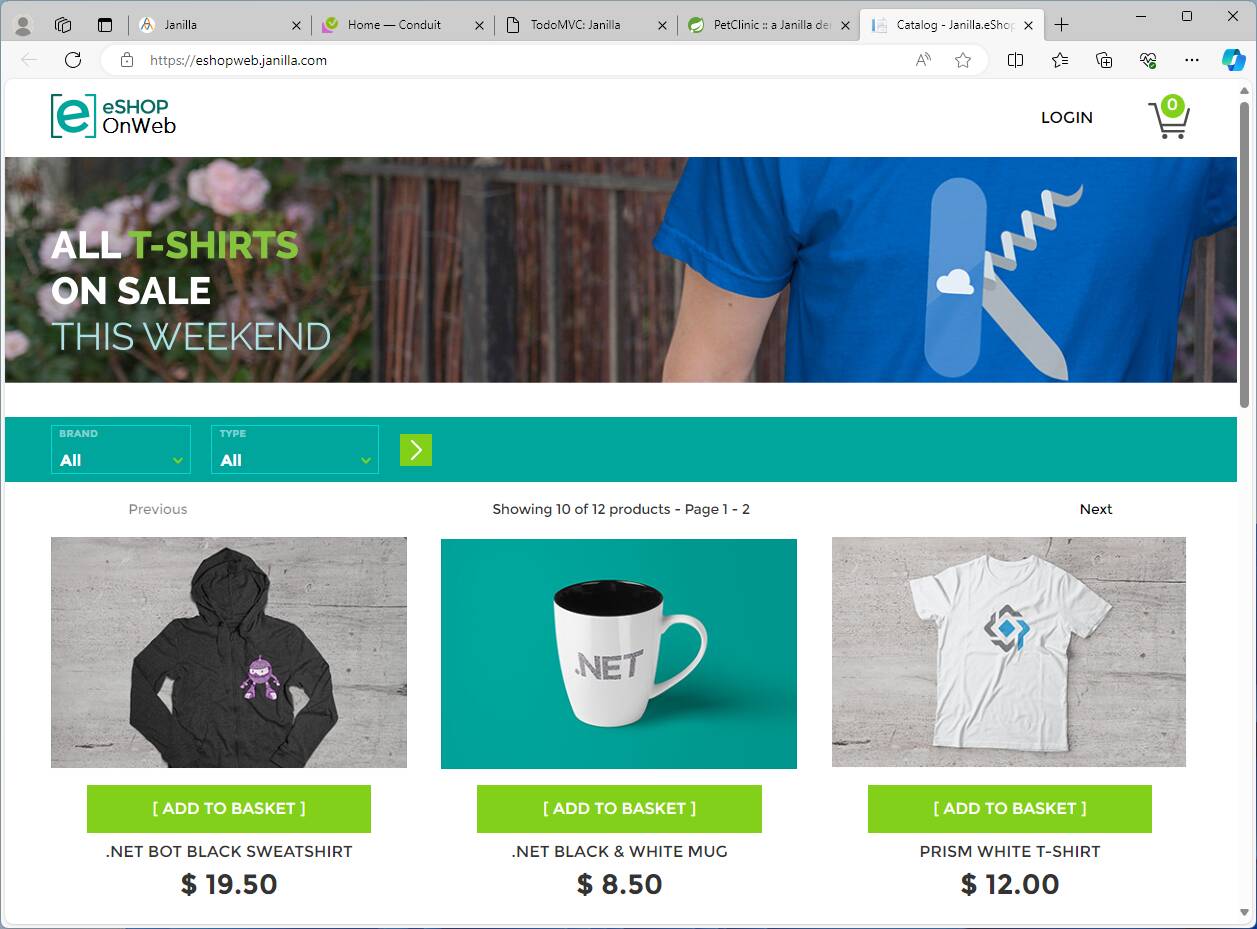 Janilla
Home — Conduit
TodoMVC: Janilla
PetClinic :: a Janilla de
Catalog - Janilla.eShop
https://eshopweb.janilla.com
eSHOP
OnWeb
LOGIN
0
ALL T-SHIRTS
ON SALE
THIS WEEKEND
BRAND
All
TYPE
All
Previous
Showing 10 of 12 products - Page 1 - 2
Next
.NET
[ ADD TO BASKET ]
[ ADD TO BASKET ]
[ ADD TO BASKET ]
.NET BOT BLACK SWEATSHIRT
.NET BLACK & WHITE MUG
PRISM WHITE T-SHIRT
$ 19.50
$ 8.50
$ 12.00